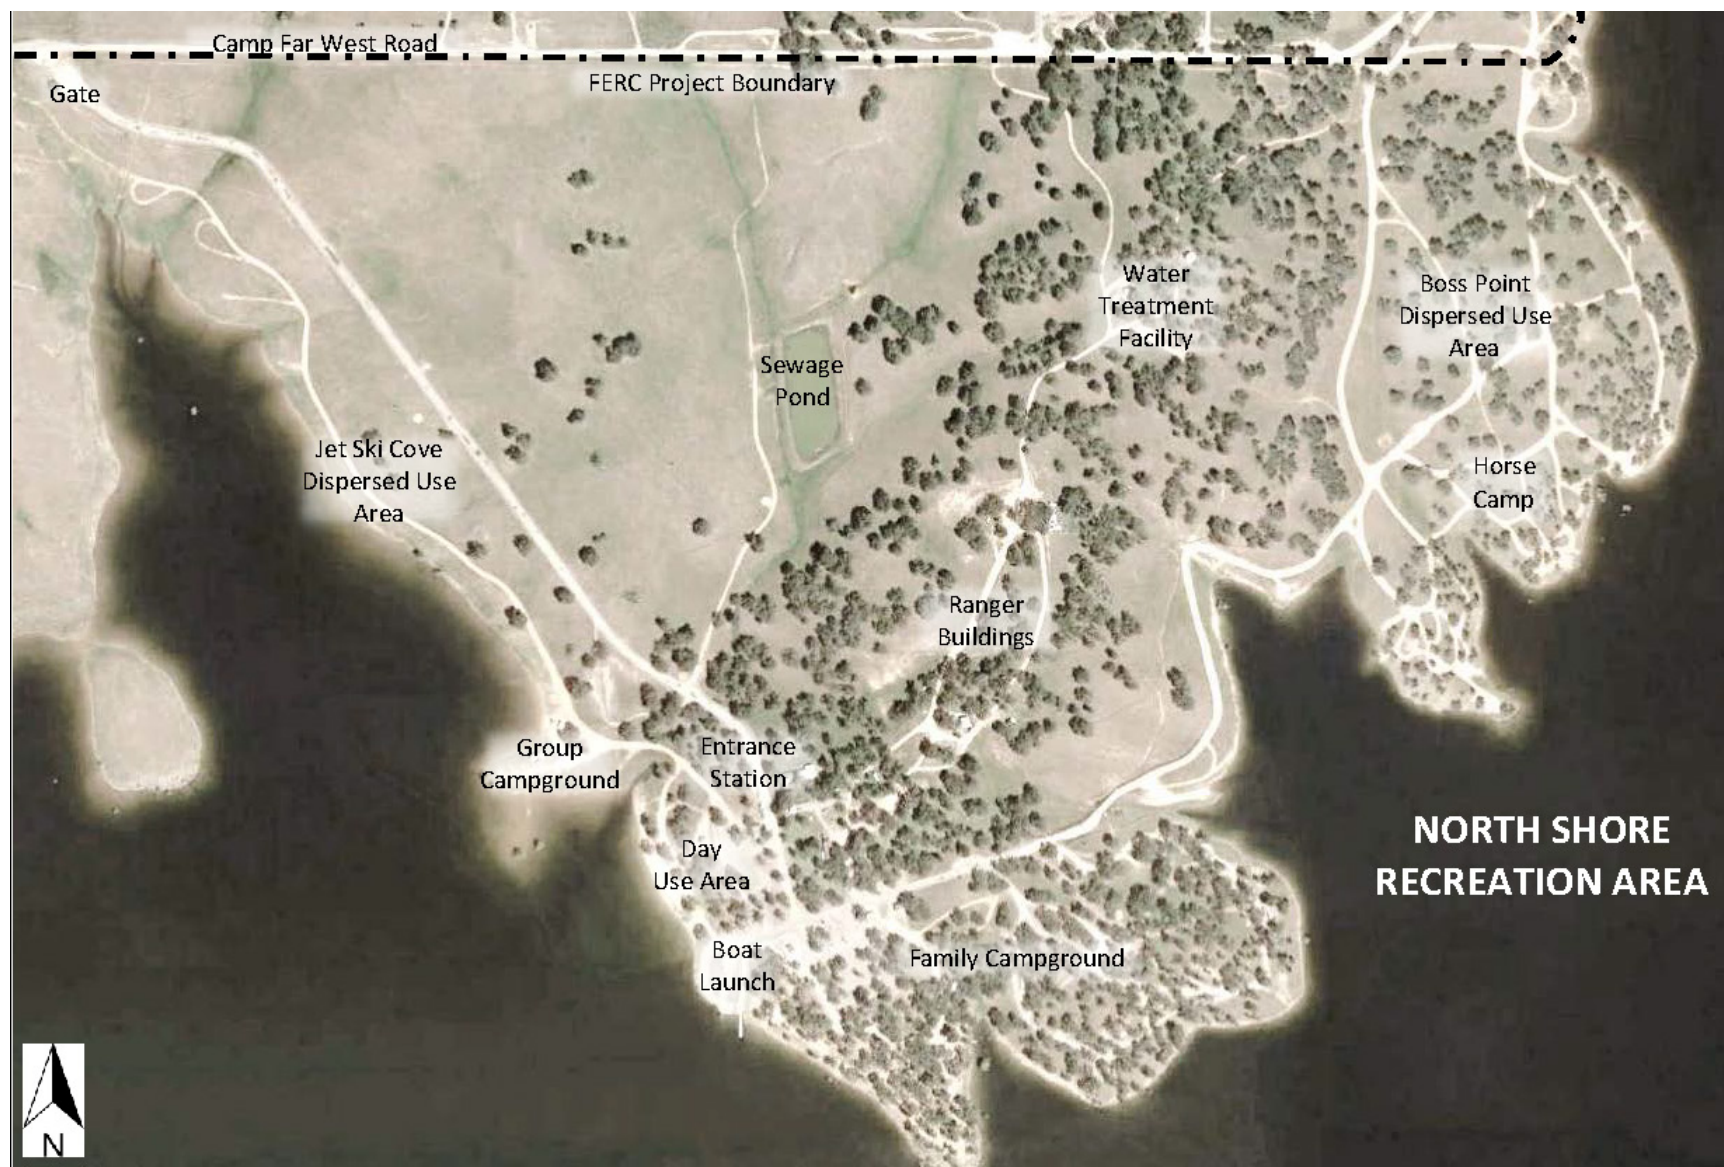 Camp Far West Road
FERC Project Boundary
Gate
Water
Treatment
Facility
Boss Point
Dispersed Use
Area
Sewage
Pond
Jet Ski Cove
Dispersed Use
Area
Horse
Camp
Ranger
Buildings
Group
Campground
Entrance
Station
Day
Use Area
NORTH SHORE
RECREATION AREA
Boat
Launch
Family Campground
N